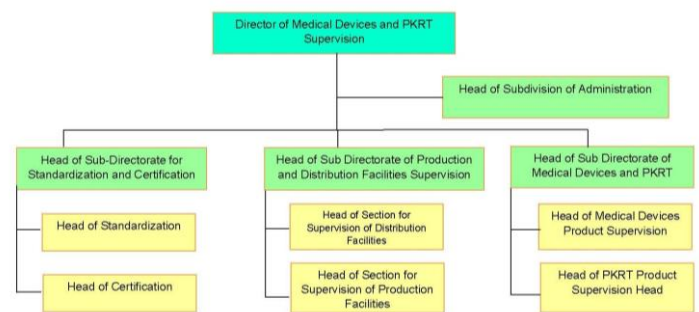 Director of Medical Devices and PKRT
Supervision
Head of Subdivision of Administration
Head of Sub-Directorate for
Standardization and Certification
Head of Sub Directorate of Production
and Distribution Facilities Supervision
Head of Sub Directorate of
Medical Devices and PKRT
Head of Standardization
Head of Section for
Supervision of Distribution
Facilities
Head of Medical Devices
Product Supervision
Head of Certification
Head of Section for
Supervision of Production
Facilities
Head of PKRT Product
Supervision Head